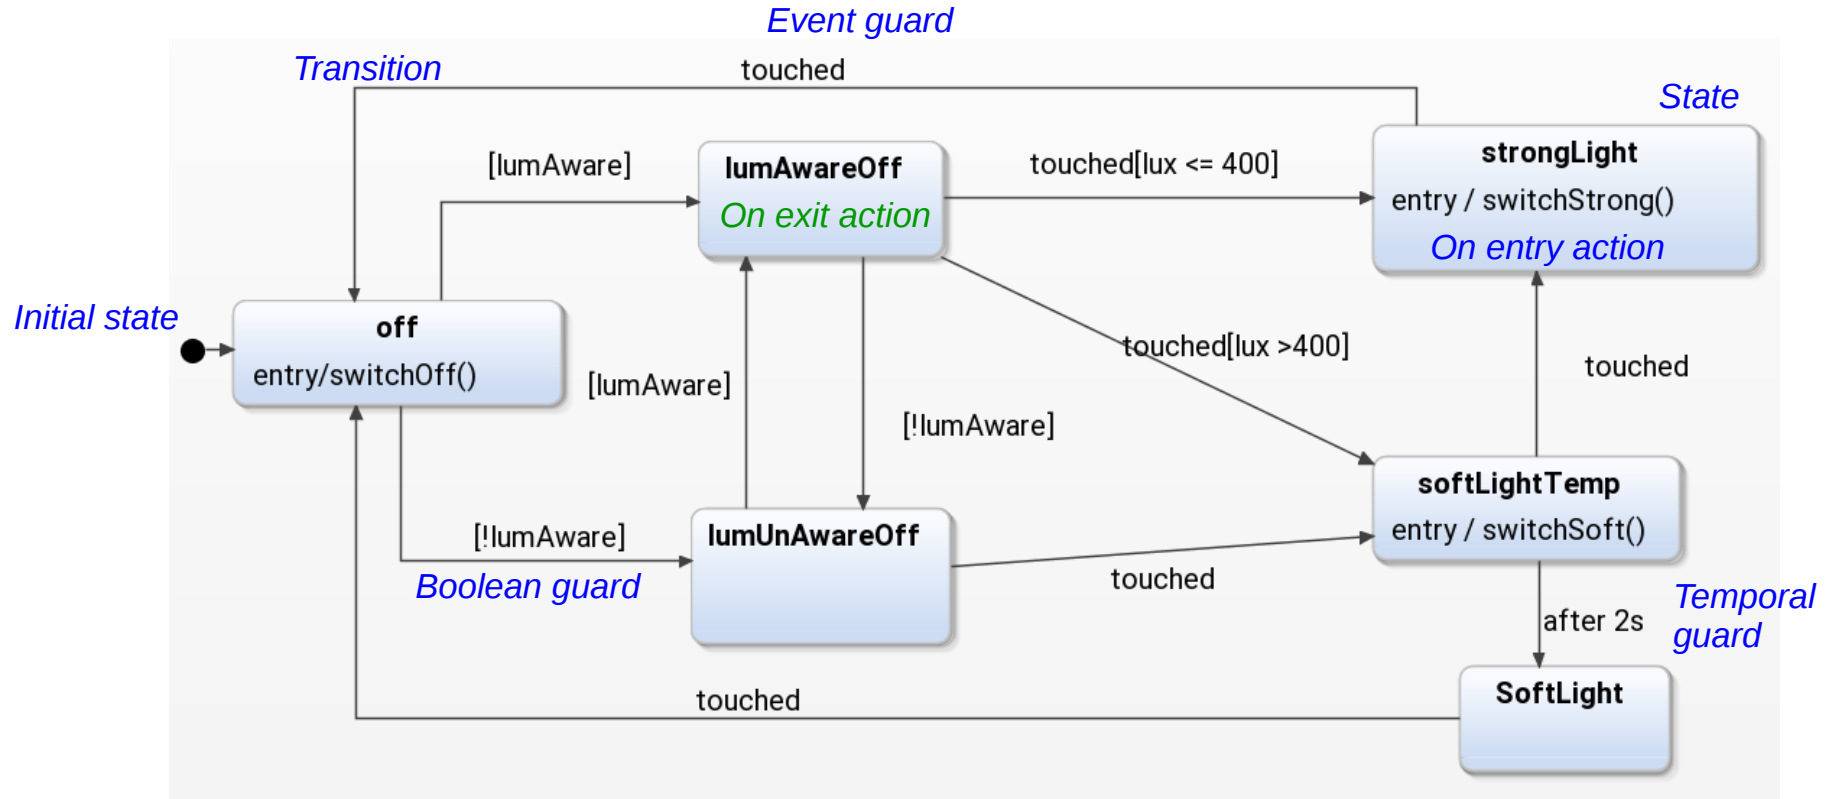 Event guard
Transition
touched
State
[lumAware]
lumAwareOff
On exit action
touched[lux <= 400]
strongLight
entry / switchStrong()
On entry action
Initial state
off
entry/switchOff()
[lumAware]
touched[lux >400]
touched
[!lumAware]
softLightTemp
entry / switchSoft()
[!lumAware]
Boolean guard
lumUnAwareOff
touched
Temporal
guard
after 2s
touched
SoftLight